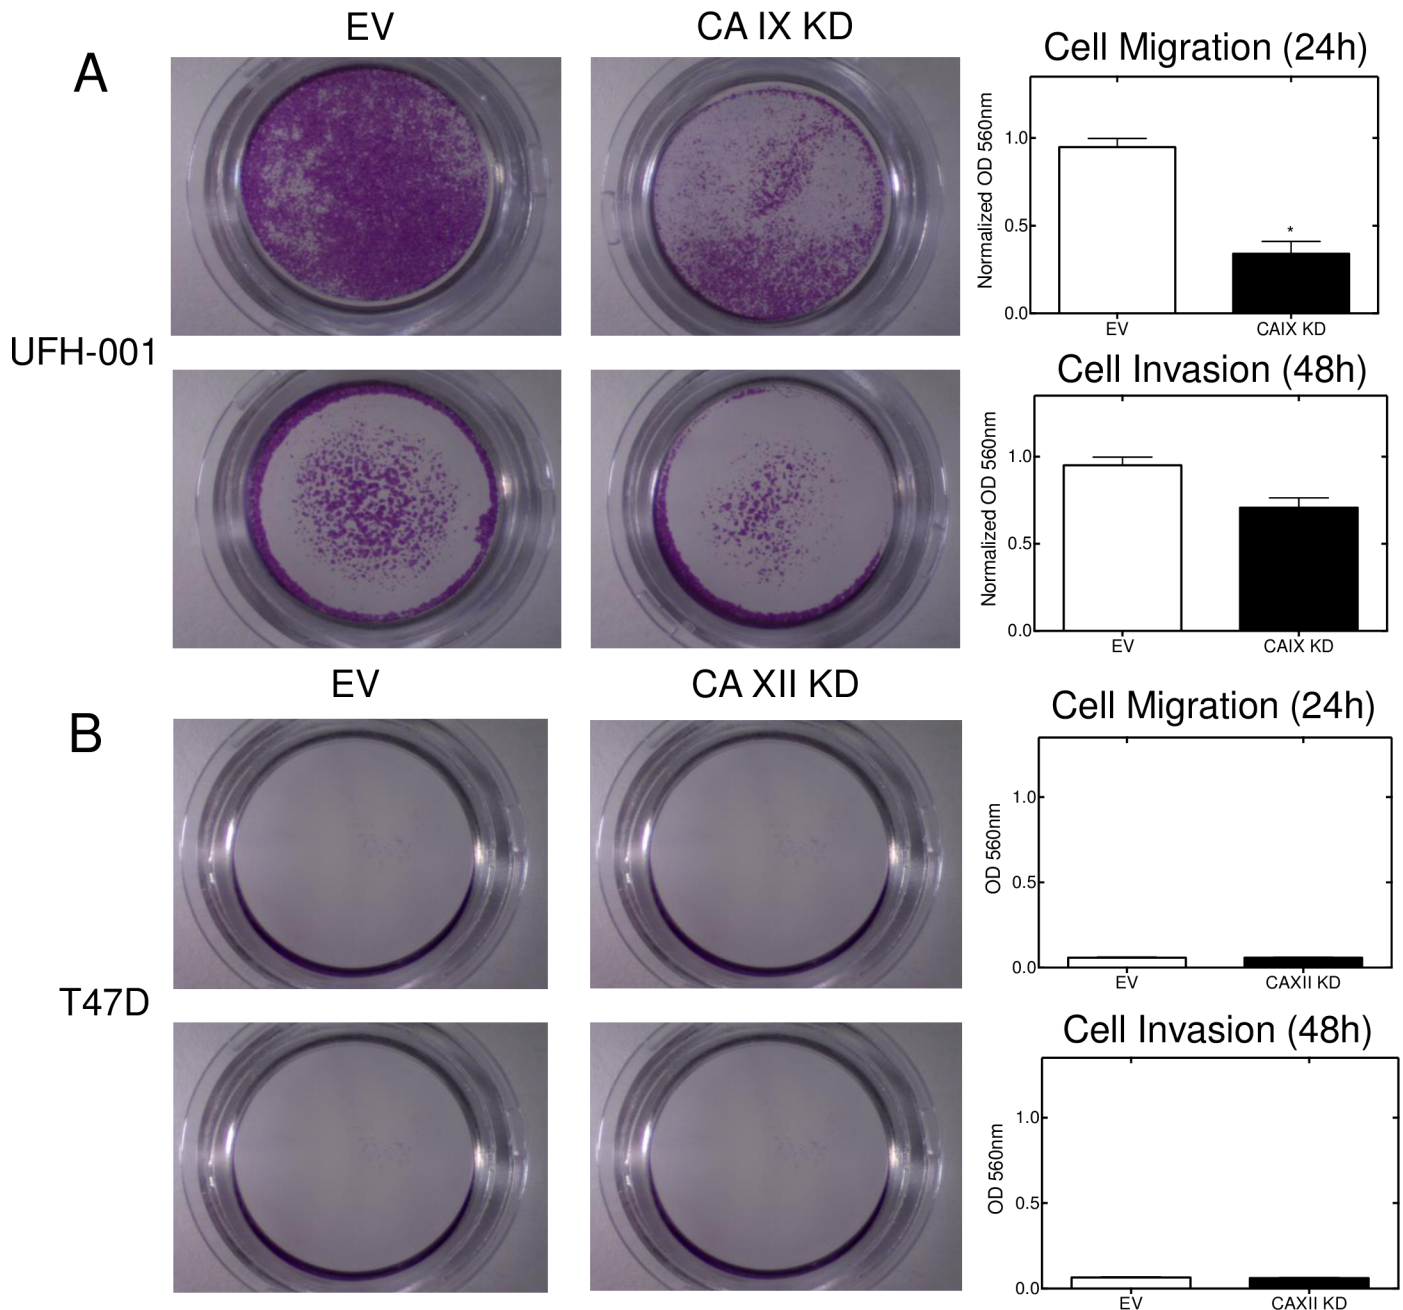 EV
CA IX KD
A
Cell Migration (24h)
Normalized OD 560nm
1.0
0.5
0.0
*
EV
CAIX KD
UFH-001
Cell Invasion (48h)
Normalized OD 560nm
1.0
0.5
0.0
EV
CAIX KD
EV
CA XII KD
B
Cell Migration (24h)
OD 560nm
1.0
0.5
0.0
EV
CAXII KD
T47D
Cell Invasion (48h)
OD 560nm
1.0
0.5
0.0
EV
CAXII KD